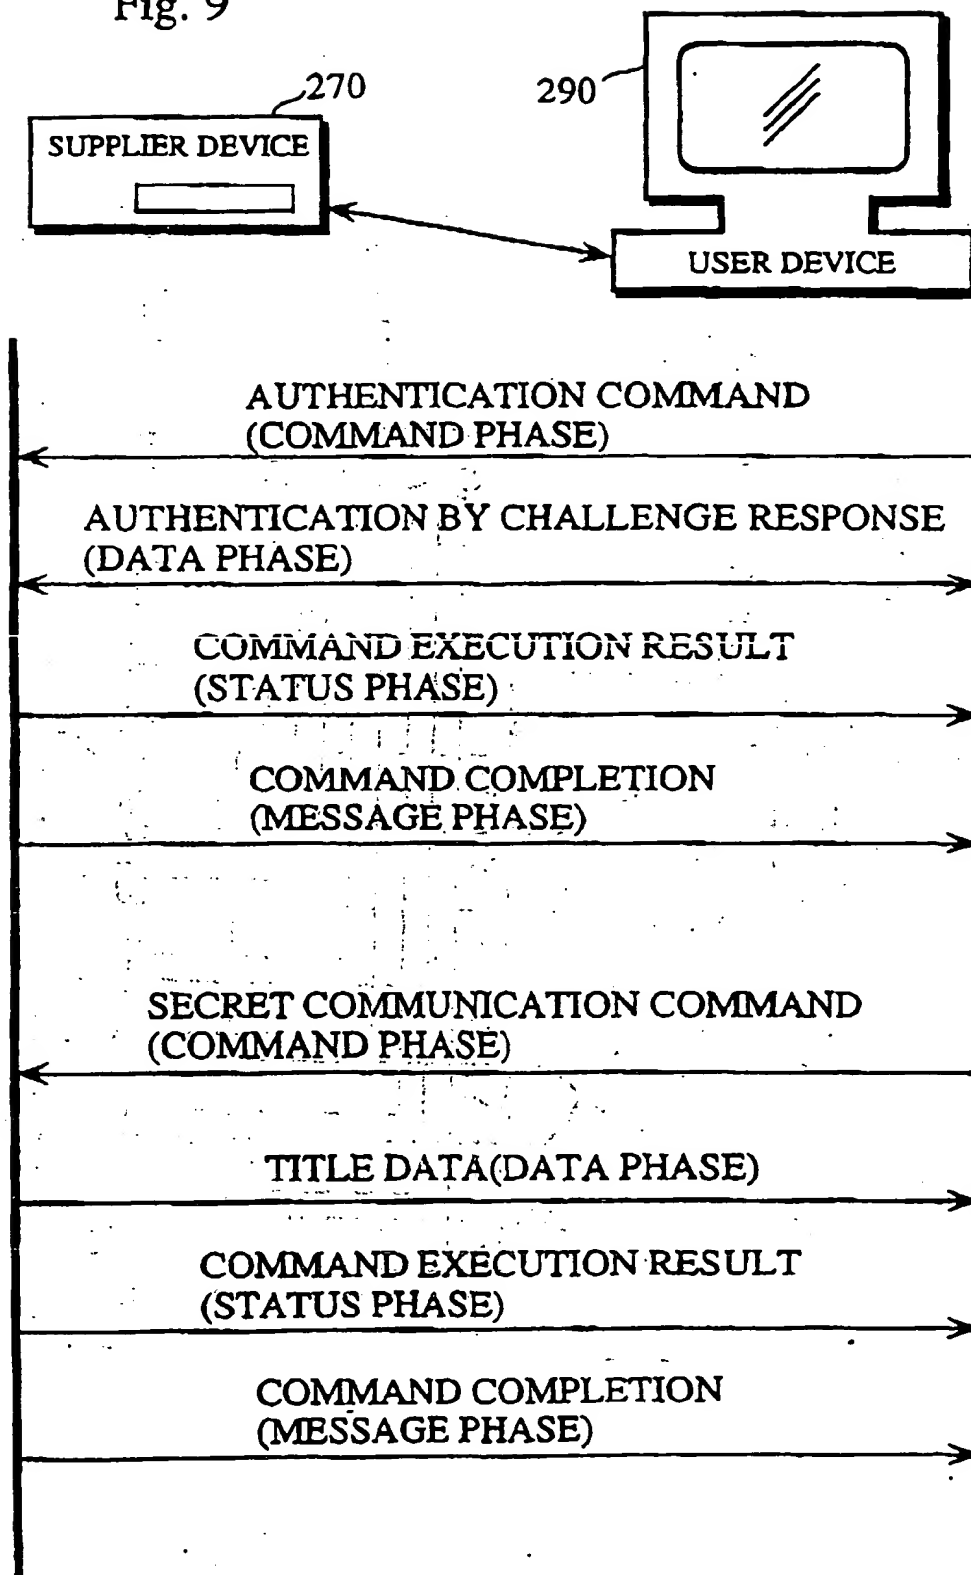 Fig. 9
270
290
SUPPLIER DEVICE
USER DEVICE
AUTHENTICATION COMMAND
(COMMAND PHASE)
AUTHENTICATION BY CHALLENGE RESPONSE
(DATA PHASE)
COMMAND EXECUTION RESULT
(STATUS PHASE)
COMMAND COMPLETION
(MESSAGE PHASE)
SECRET COMMUNICATION COMMAND
(COMMAND PHASE)
TITLE DATA(DATA PHASE)
COMMAND EXECUTION RESULT
(STATUS PHASE)
COMMAND COMPLETION
(MESSAGE PHASE)